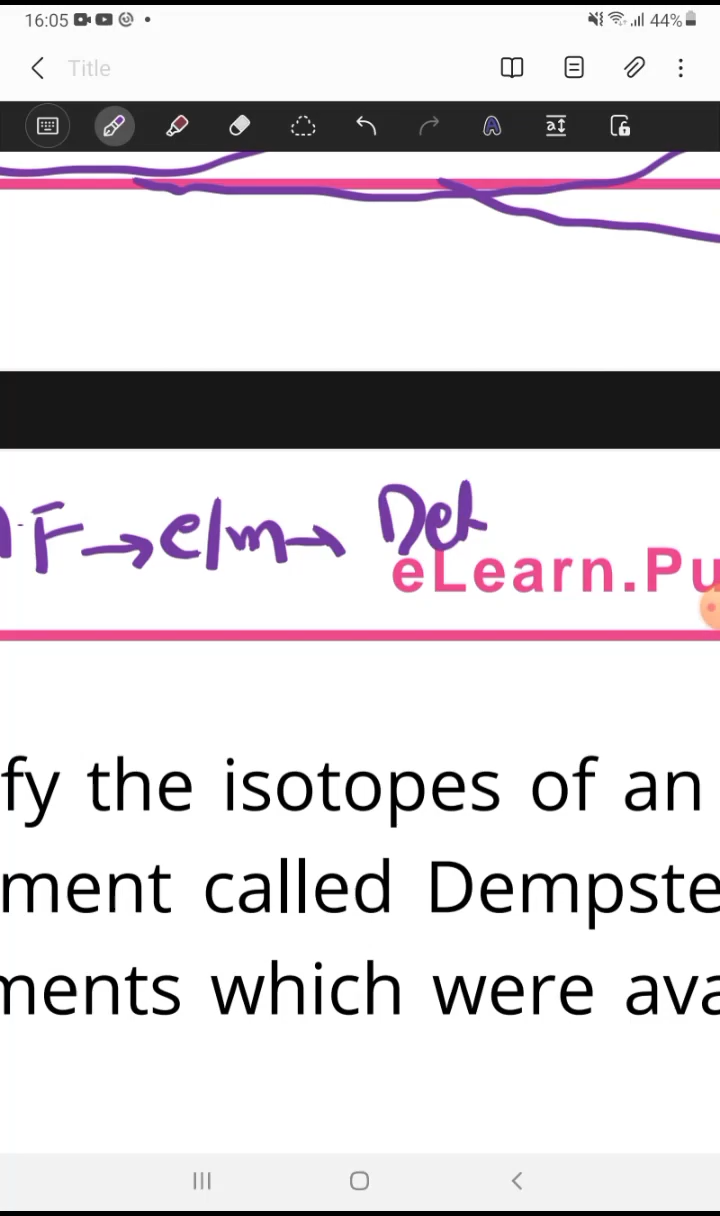 16:05 44%
Title
F→e/m→ Det
eLearn.Pu
fy the isotopes of an
ment called Dempste
ments which were ava